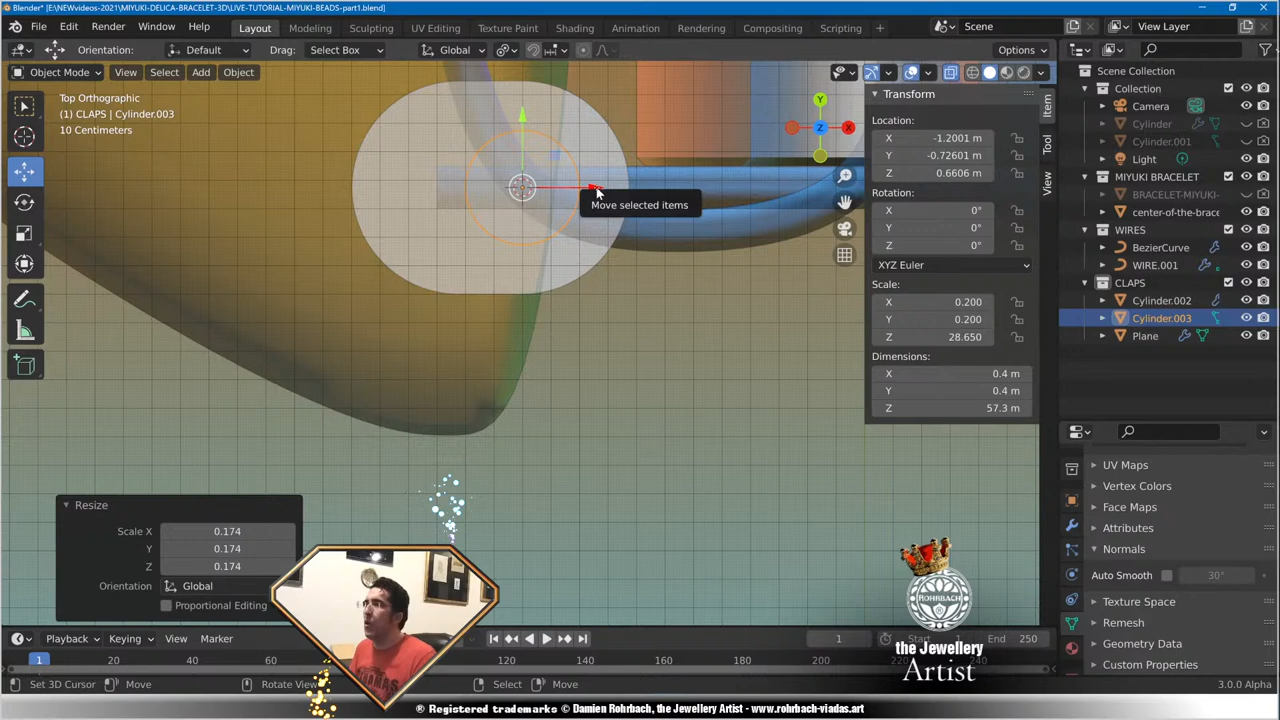 Blender* [E:\NEWvideos-2021\MIYUKI-DELICA-BRACELET-3D\LIVE-TUTORIAL-MIYUKI-BEADS-part1.blend]
File Edit Render Window Help Layout Modeling Sculpting UV Editing Texture Paint Shading Animation Rendering Compositing Scripting + Scene View Layer
Orientation: Default Drag: Select Box Global Options
Object Mode View Select Add Object
Top Orthographic
(1) CLAPS | Cylinder.003
10 Centimeters
Y
Z
X
Move selected items
Transform
Location:
X -1.2001 m
Y -0.72601 m
Z 0.6606 m
Rotation:
X 0°
Y 0°
Z 0°
XYZ Euler
Scale:
X 0.200
Y 0.200
Z 28.650
Dimensions:
X 0.4 m
Y 0.4 m
Z 57.3 m
Item
Tool
View
Scene Collection
Collection
Camera
Cylinder
Cylinder.001
Light
MIYUKI BRACELET
BRACELET-MIYUKI-
center-of-the-brace
WIRES
BezierCurve
WIRE.001
CLAPS
Cylinder.002
Cylinder.003
Plane
UV Maps
Vertex Colors
Face Maps
Attributes
Normals
Auto Smooth 30°
Texture Space
Remesh
Geometry Data
Custom Properties
Resize
Scale X 0.174
Y 0.174
Z 0.174
Orientation Global
Proportional Editing
ROHRBACH
the Jewellery
Artist
Playback Keying View Marker 1 Start 1 End 250
1 20 40 60 120 140 160 180 200 220 240
Set 3D Cursor Move Rotate View Select Move 3.0.0 Alpha
® Registered trademarks © Damien Rohrbach, the Jewellery Artist - www.rohrbach-viadas.art